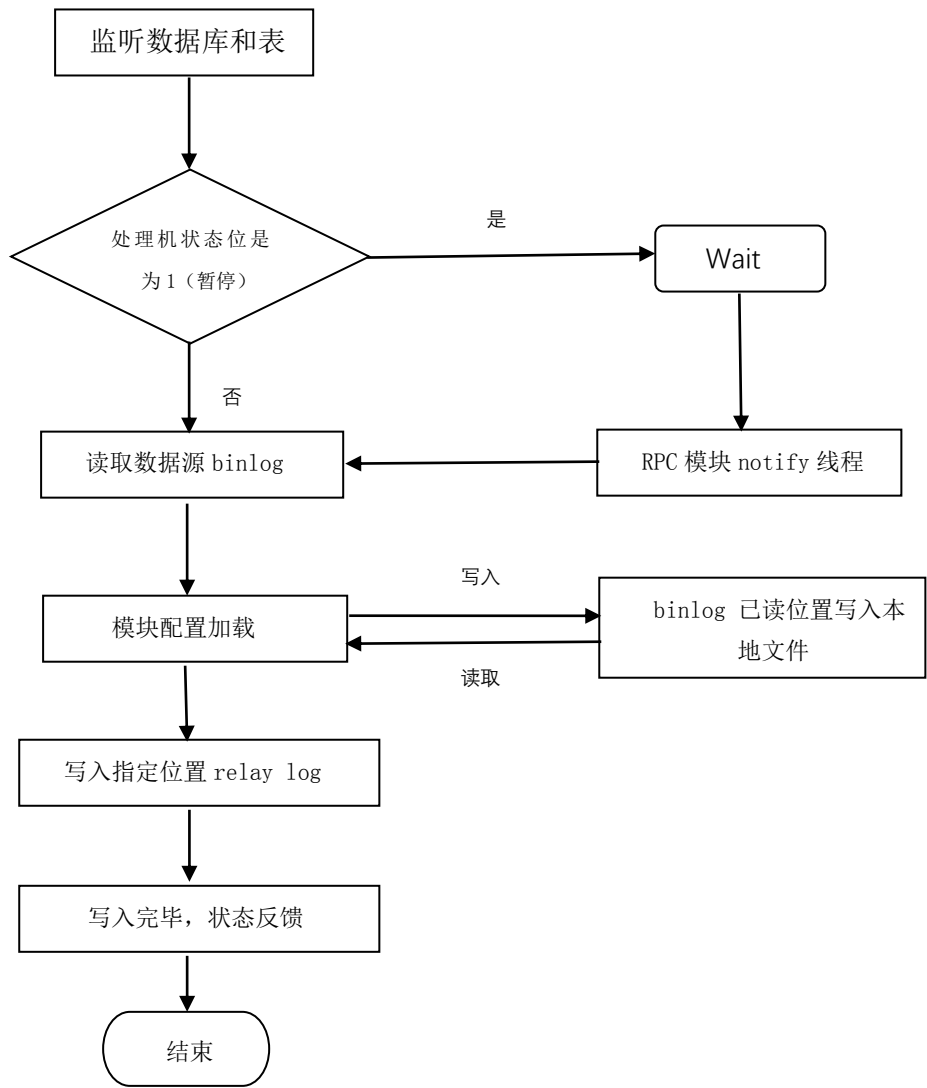 监听数据库和表
处理机状态位是
为1（暂停）
是
Wait
否
读取数据源 binlog
RPC 模块 notify 线程
写入
模块配置加载
binlog 已读位置写入本
地文件
读取
写入指定位置 relay log
写入完毕，状态反馈
结束